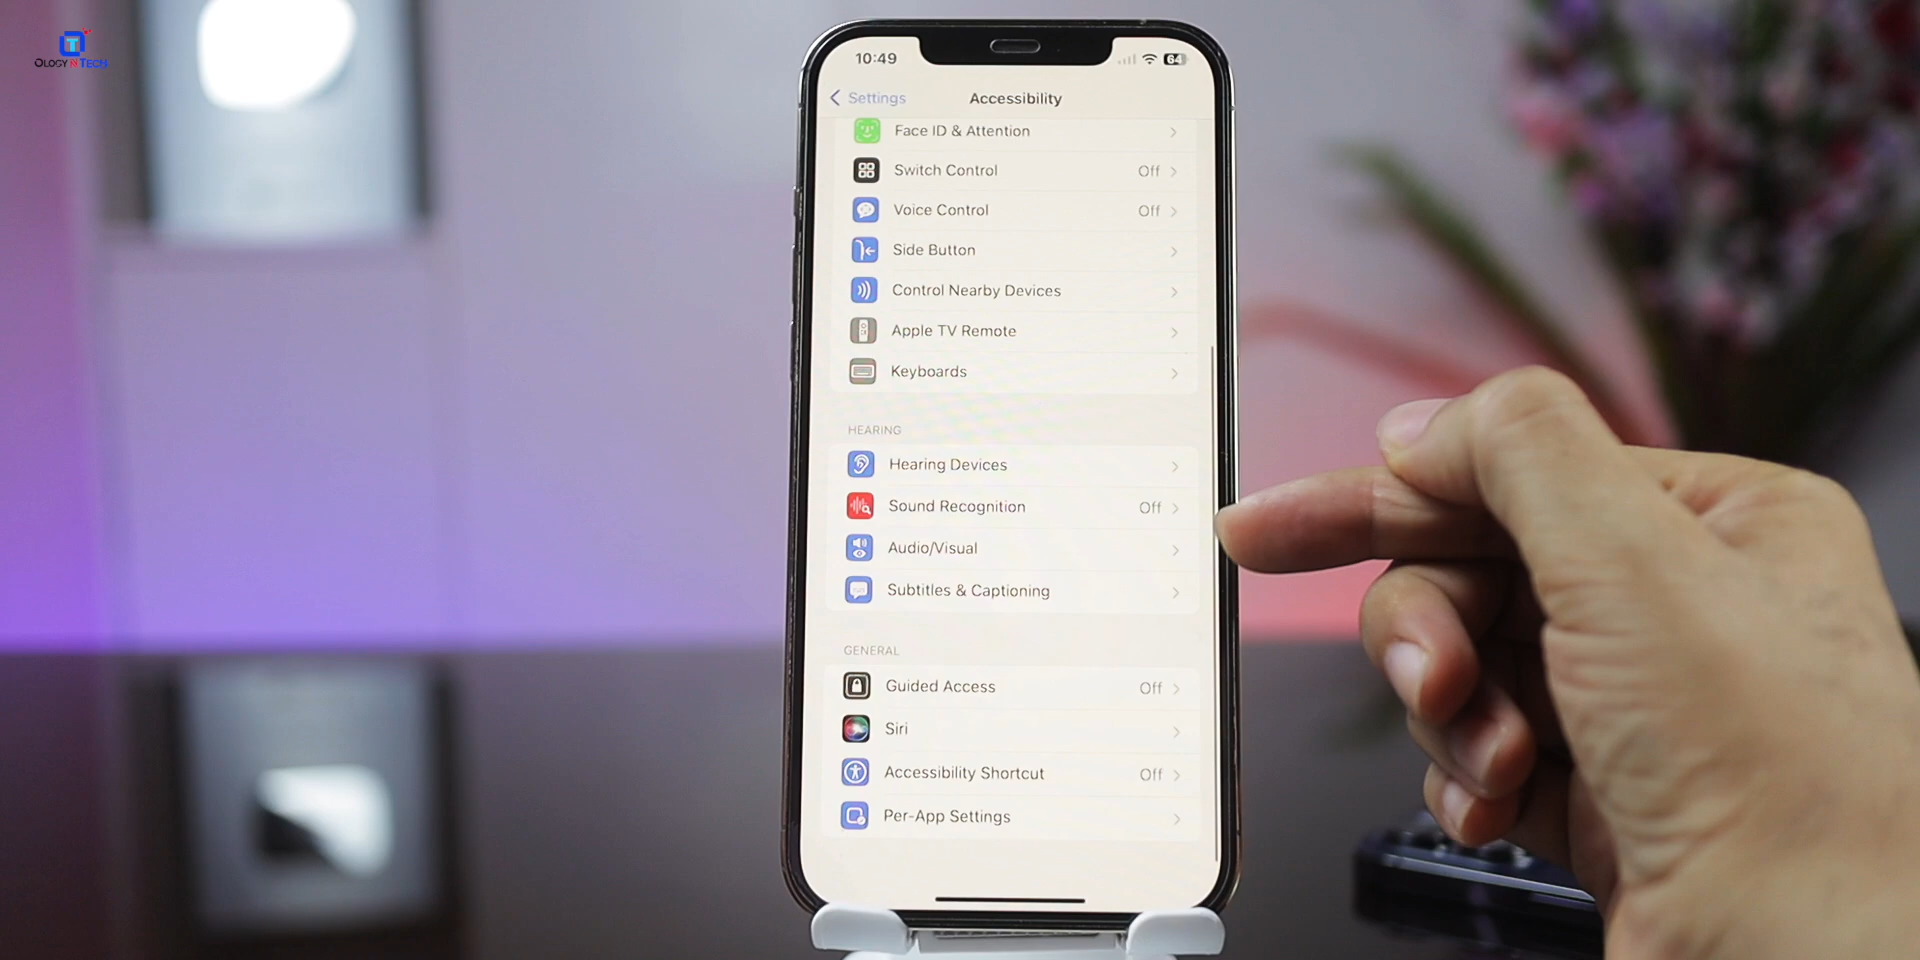 OLOGY N TECH
10:49
64
Settings
Accessibility
Face ID & Attention
Switch Control Off
Voice Control Off
Side Button
Control Nearby Devices
Apple TV Remote
Keyboards
HEARING
Hearing Devices
Sound Recognition Off
Audio/Visual
Subtitles & Captioning
GENERAL
Guided Access Off
Siri
Accessibility Shortcut Off
Per-App Settings